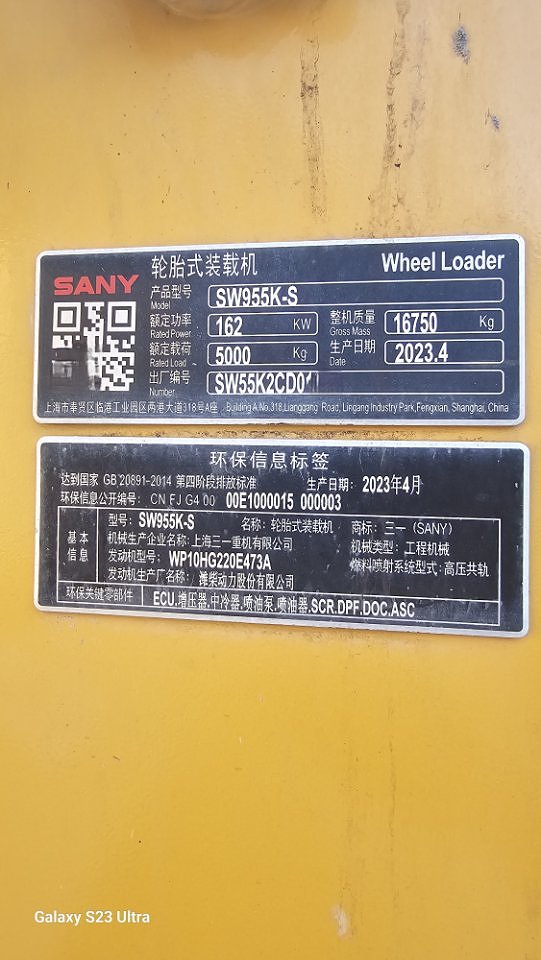 SANY
轮胎式装载机 Wheel Loader
产品型号 Model SW955K-S
额定功率 Rated Power 162 KW 整机质量 Gross Mass 16750 Kg
额定载荷 Rated Load 5000 Kg 生产日期 Date 2023.4
出厂编号 Number SW55K2CD0
上海市奉贤区临港工业园区两港大道318号A座 , Building A,No.318,Lianggang Road, Lingang Industry Park,Fengxian, Shanghai, China
环保信息标签
达到国家 GB 20891-2014 第四阶段排放标准 生产日期: 2023年4月
环保信息公开编号: CN FJ G4 00 00E1000015 000003
基本信息
型号: SW955K-S 名称: 轮胎式装载机 商标: 三一 (SANY)
机械生产企业名称: 上海三一重机有限公司 机械类型: 工程机械
发动机型号: WP10HG220E473A 燃料喷射系统型式: 高压共轨
发动机生产厂名称: 潍柴动力股份有限公司
环保关键零部件 ECU.增压器.中冷器.喷油泵.喷油器.SCR.DPF.DOC.ASC
Galaxy S23 Ultra